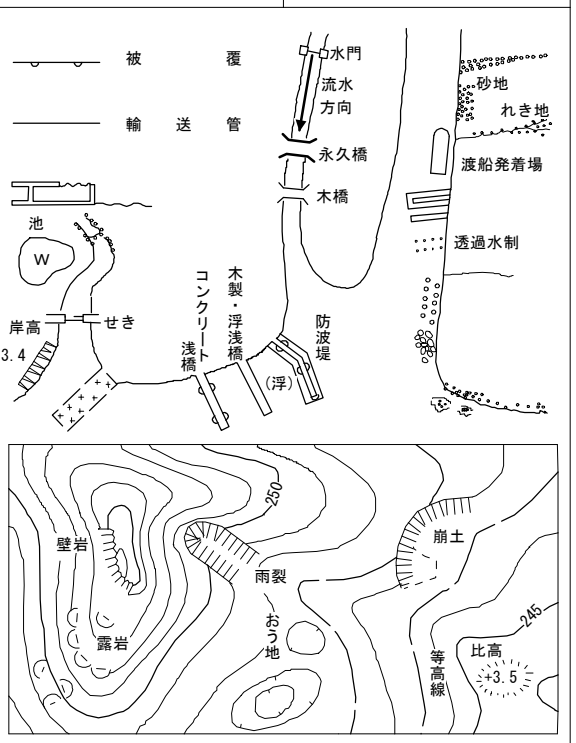 被覆
輸送管
水門
流水
方向
永久橋
木橋
砂地
れき地
渡船発着場
透過水制
池
W
岸高
せき
3.4
コンクリート
浅橋
木製・浮浅橋
(浮)
防波堤
250
壁岩
雨裂
崩土
露岩
おう地
等高線
245
比高
+3.5